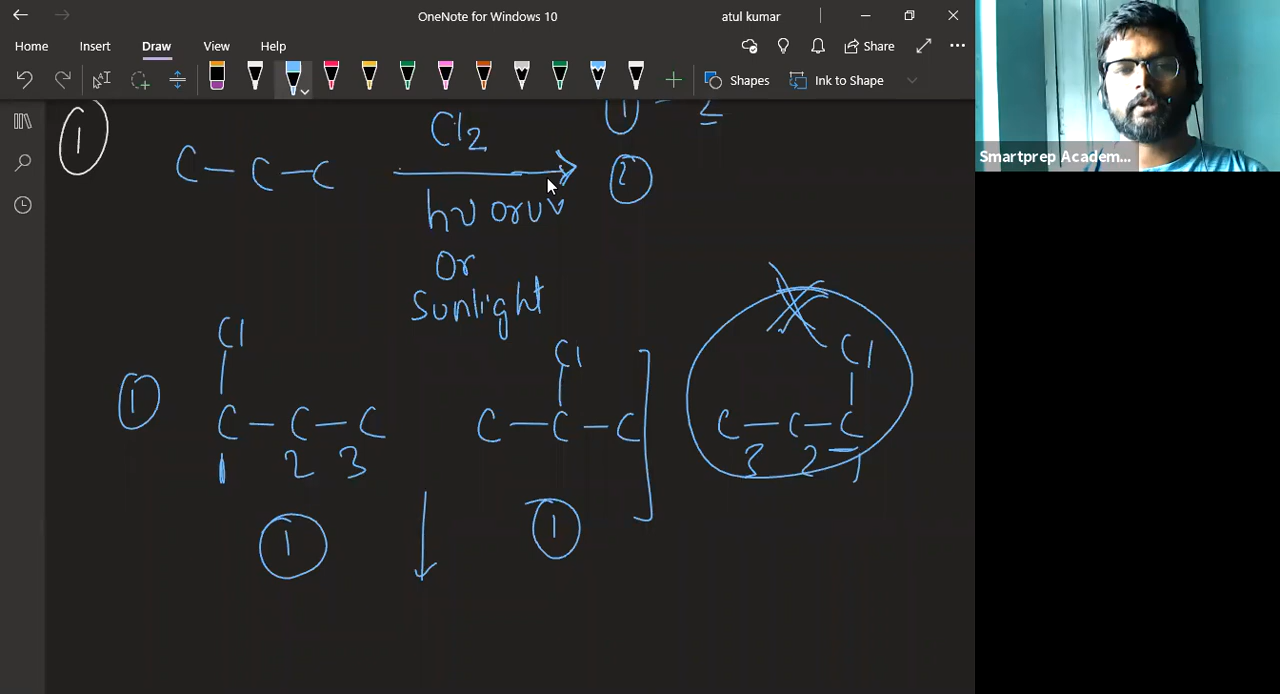 OneNote for Windows 10
atul kumar
Home Insert Draw View Help
Share
Shapes
Ink to Shape
Smartprep Academ...
1
Cl2
1 - 2
C - C - C
2
hν or uv
Or
Sunlight
Cl
Cl
Cl
1
C - C - C
C - C - C
C - C - C
1 2 3
3 2 1
1
1